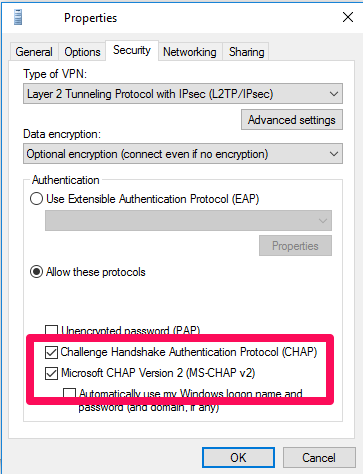 Properties
General Options Security Networking Sharing
Type of VPN:
Layer 2 Tunneling Protocol with IPsec (L2TP/IPsec)
Advanced settings
Data encryption:
Optional encryption (connect even if no encryption)
Authentication
Use Extensible Authentication Protocol (EAP)
Properties
Allow these protocols
Unencrypted password (PAP)
Challenge Handshake Authentication Protocol (CHAP)
Microsoft CHAP Version 2 (MS-CHAP v2)
Automatically use my Windows logon name and
password (and domain, if any)
OK Cancel